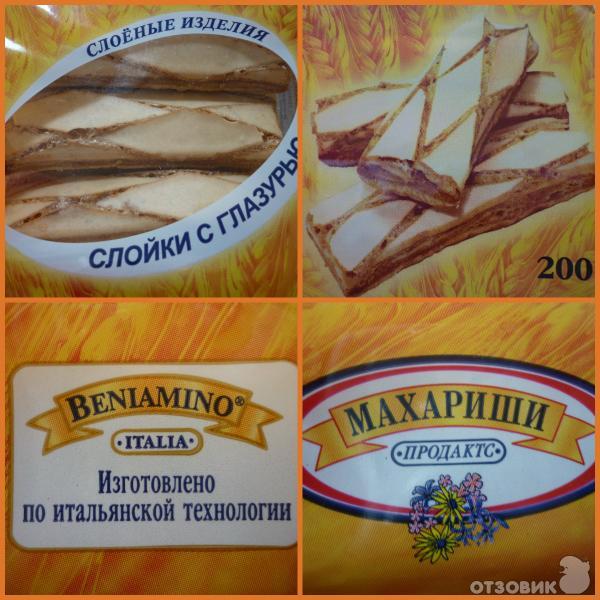 СЛОЁНЫЕ ИЗДЕЛИЯ
СЛОЙКИ С ГЛАЗУРЬЮ
200
BENIAMINO®
·ITALIA·
Изготовлено
по итальянской технологии
МАХАРИШИ
·ПРОДАКТС·
ОТЗОВИК